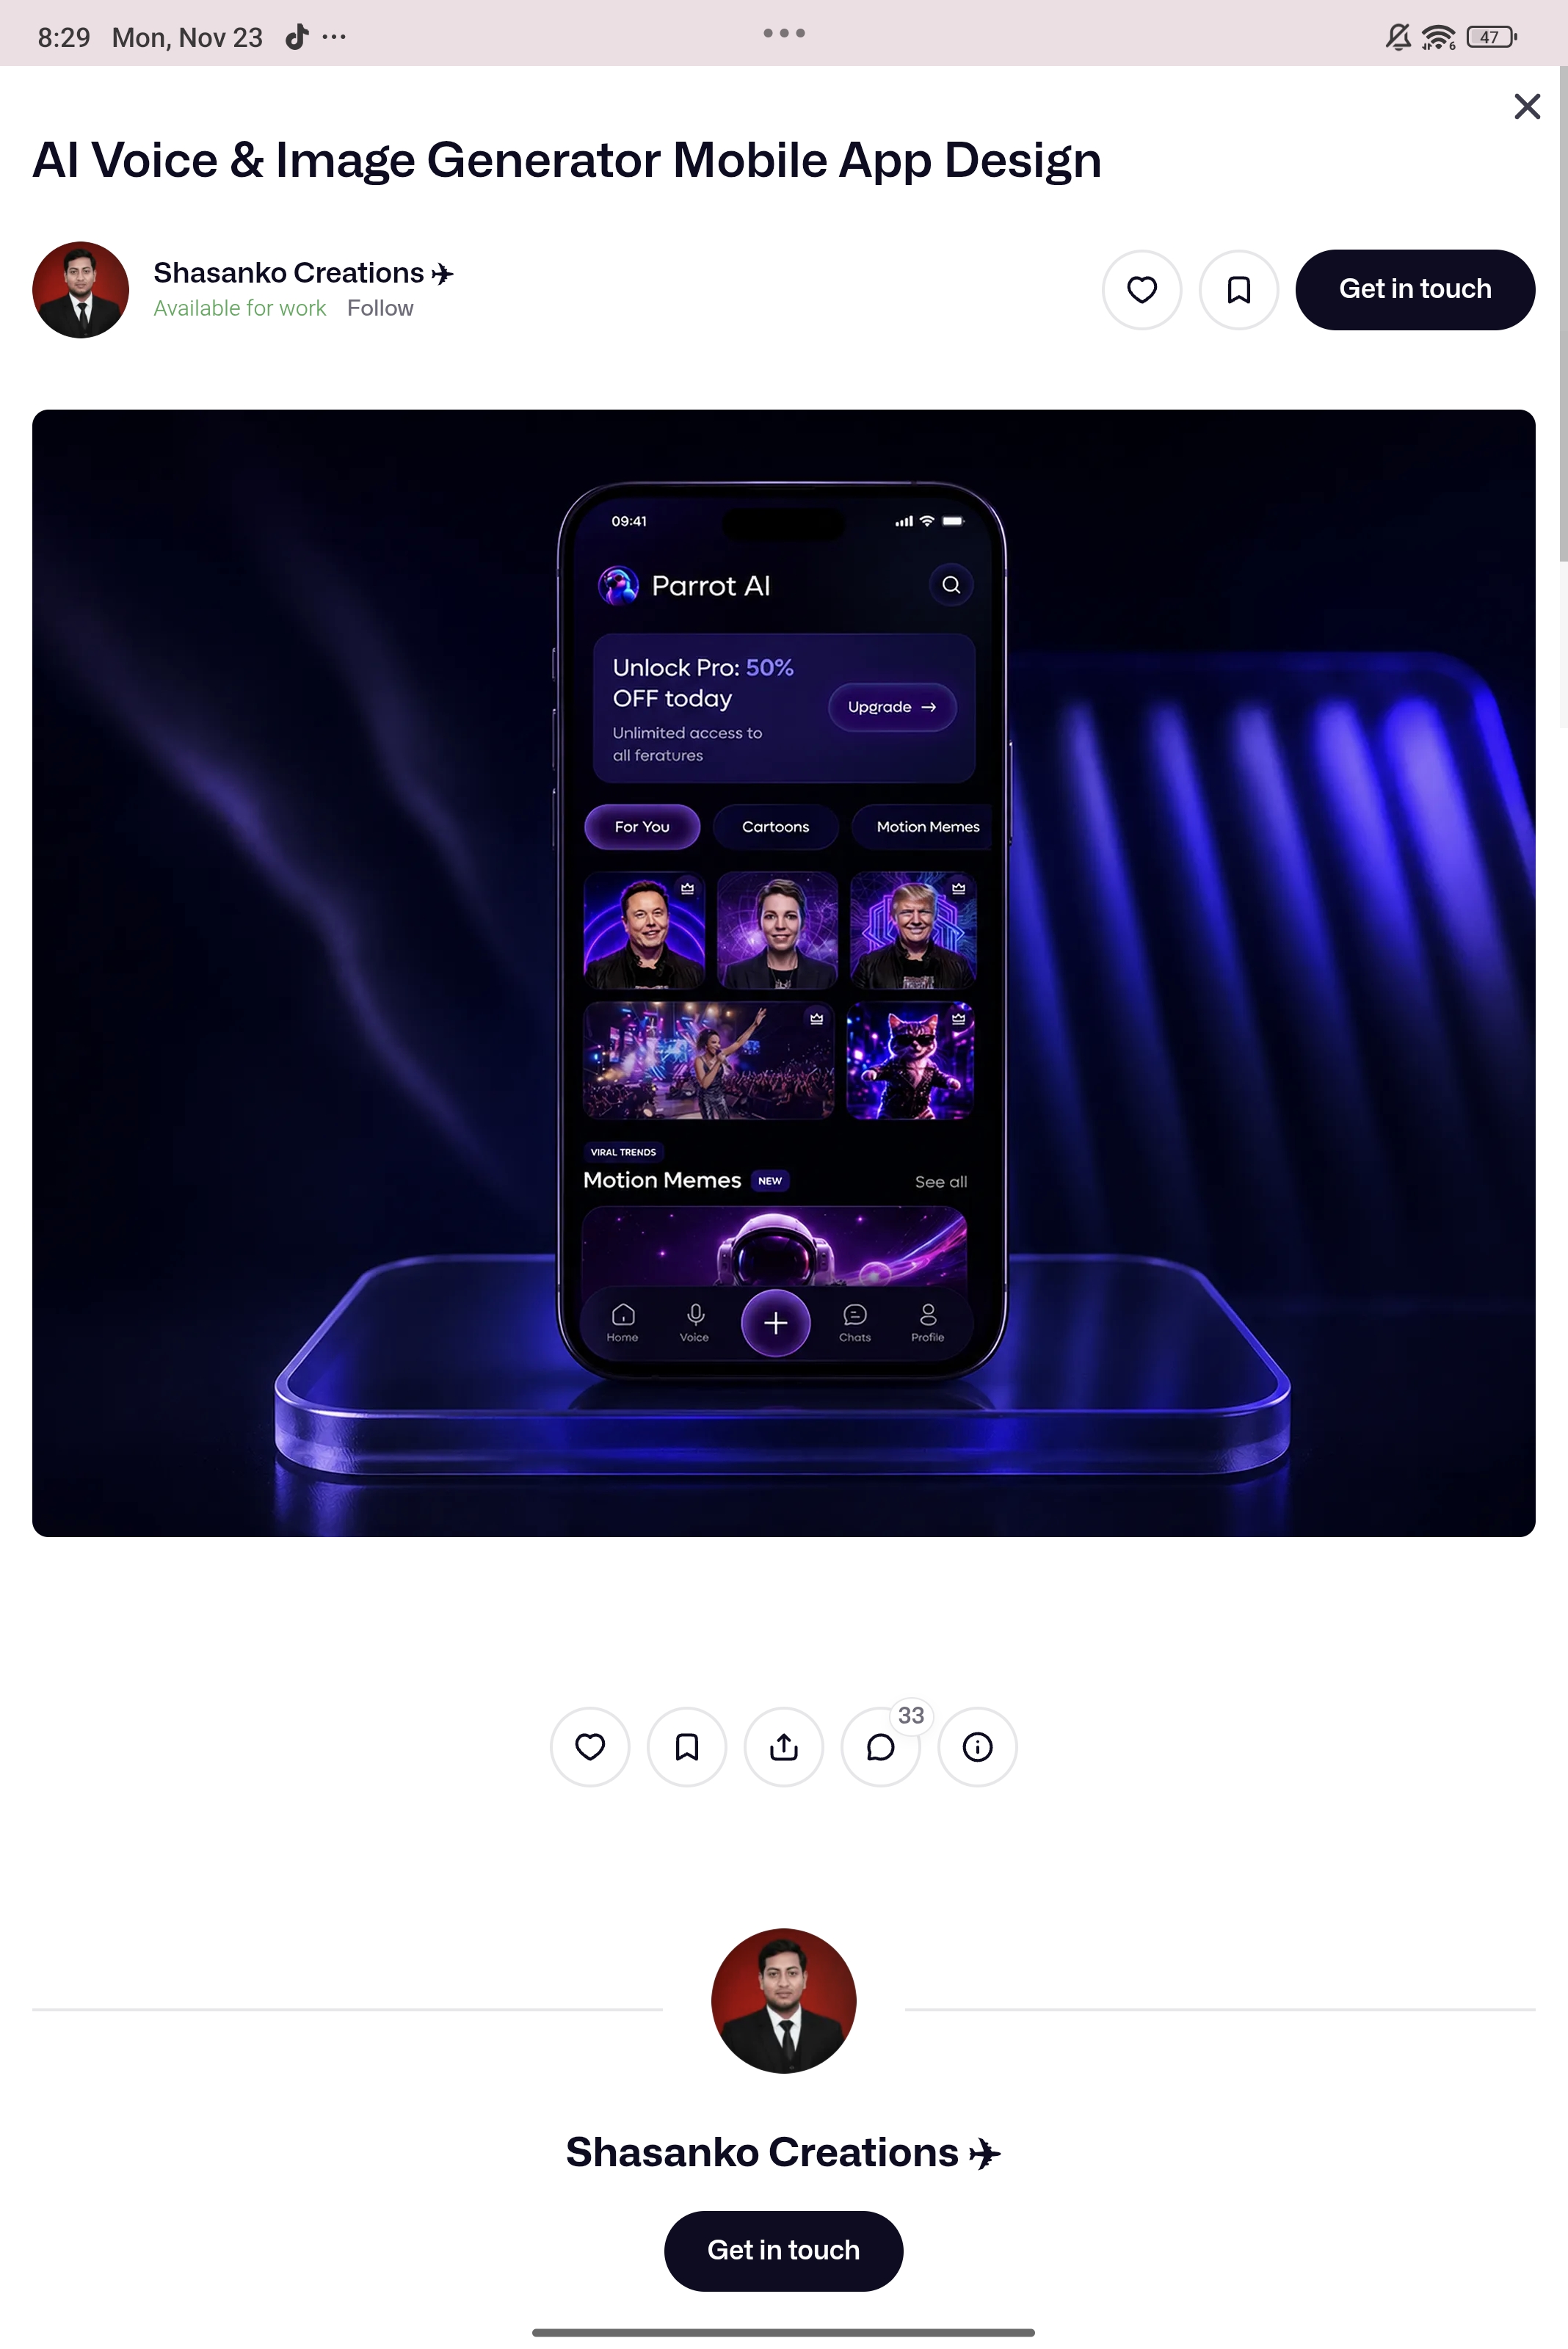 8:29 Mon, Nov 23
47
AI Voice & Image Generator Mobile App Design
Shasanko Creations ✈
Available for work Follow
Get in touch
09:41
Parrot AI
Unlock Pro: 50%
OFF today
Unlimited access to
all feratures
Upgrade →
For You
Cartoons
Motion Memes
VIRAL TRENDS
Motion Memes NEW
See all
Home
Voice
Chats
Profile
33
Shasanko Creations ✈
Get in touch